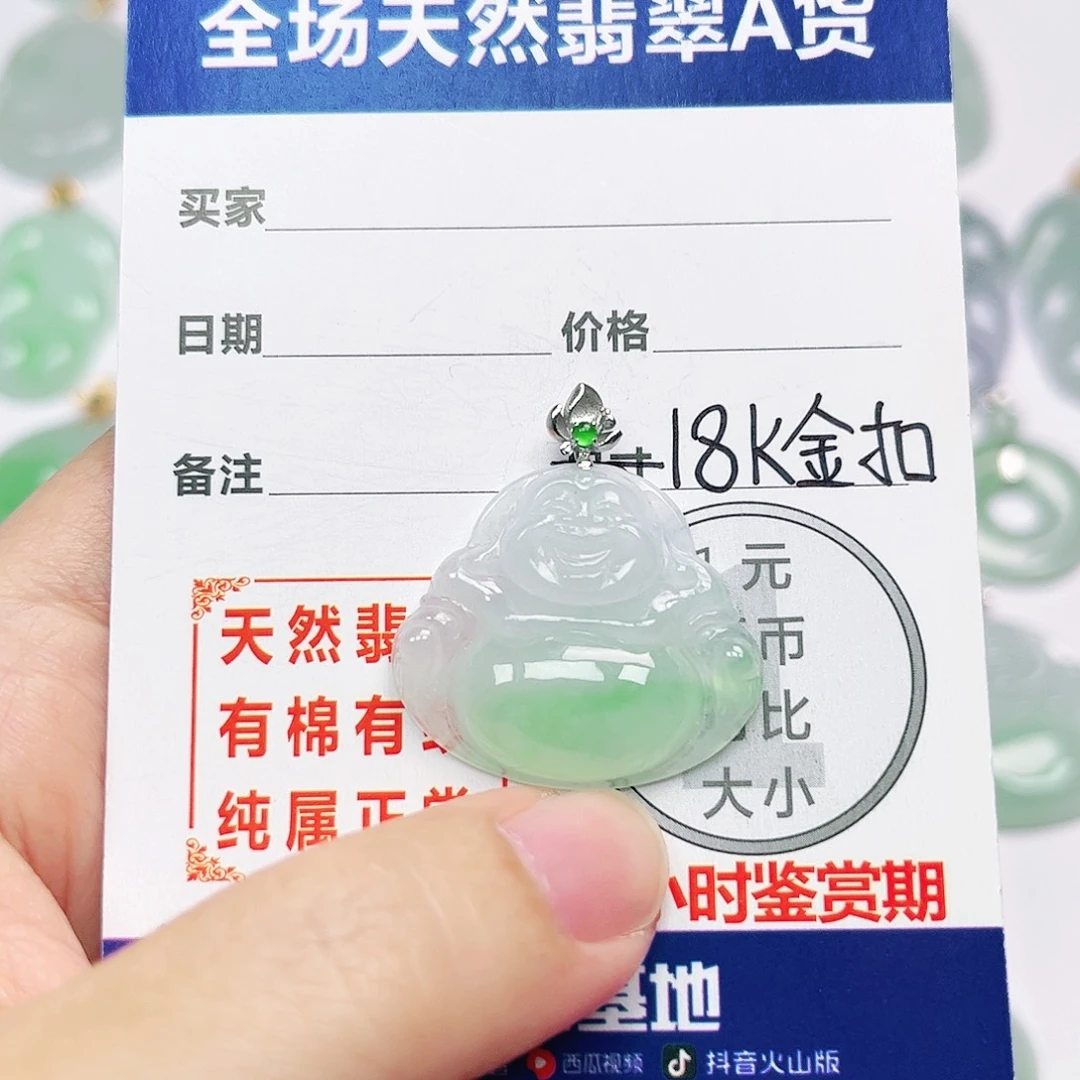 全场天然翡翠A货
买家
日期 价格
备注 18K金扣
天然翡
有棉有
纯属正常
元
币
比
大小
小时鉴赏期
基地
西瓜视频 抖音火山版